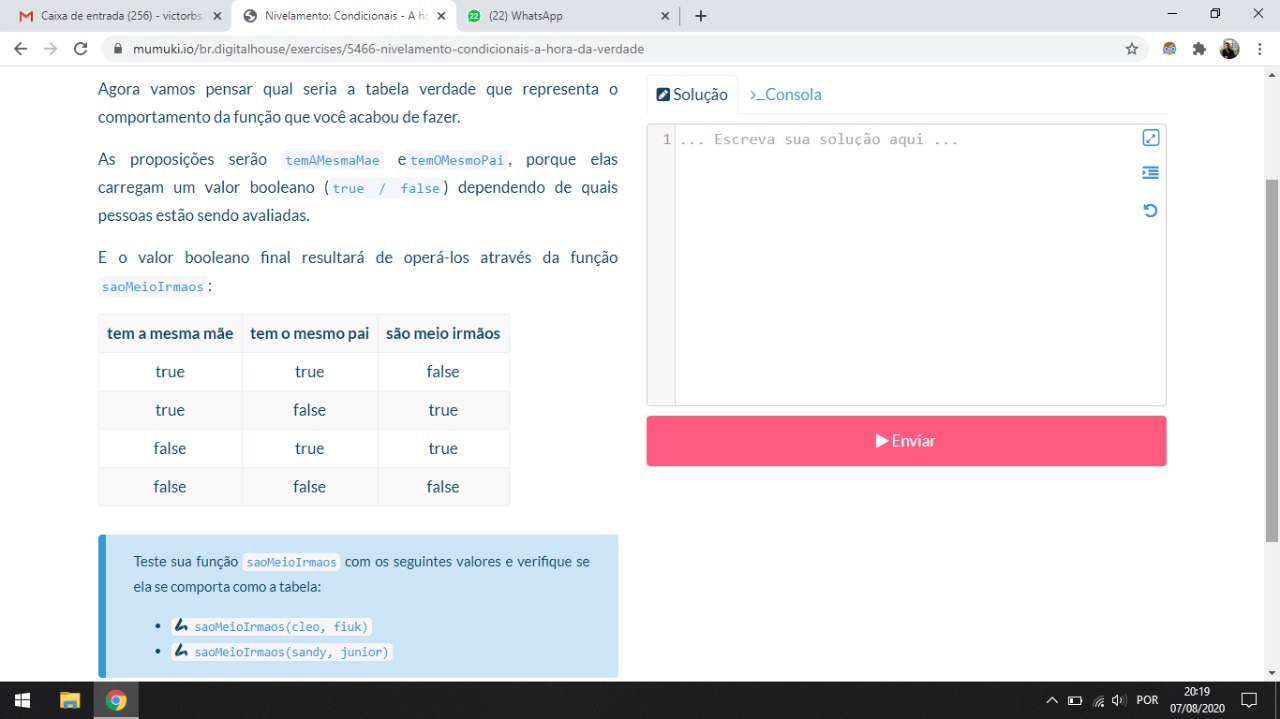 Caixa de entrada (256) - victorbs
Nivelamento: Condicionais - A ho
(22) WhatsApp
mumuki.io/br.digitalhouse/exercises/5466-nivelamento-condicionais-a-hora-da-verdade
Agora vamos pensar qual seria a tabela verdade que representa o
comportamento da função que você acabou de fazer.
As proposições serão temAMesmaMae e temOMesmoPai, porque elas
carregam um valor booleano (true / false) dependendo de quais
pessoas estão sendo avaliadas.
E o valor booleano final resultará de operá-los através da função
saoMeioIrmaos:
tem a mesma mãe tem o mesmo pai são meio irmãos
true true false
true false true
false true true
false false false
Teste sua função saoMeioIrmaos com os seguintes valores e verifique se
ela se comporta como a tabela:
saoMeioIrmaos(cleo, fiuk)
saoMeioIrmaos(sandy, junior)
Solução
>_Consola
1 ... Escreva sua solução aqui ...
Enviar
POR
20:19
07/08/2020